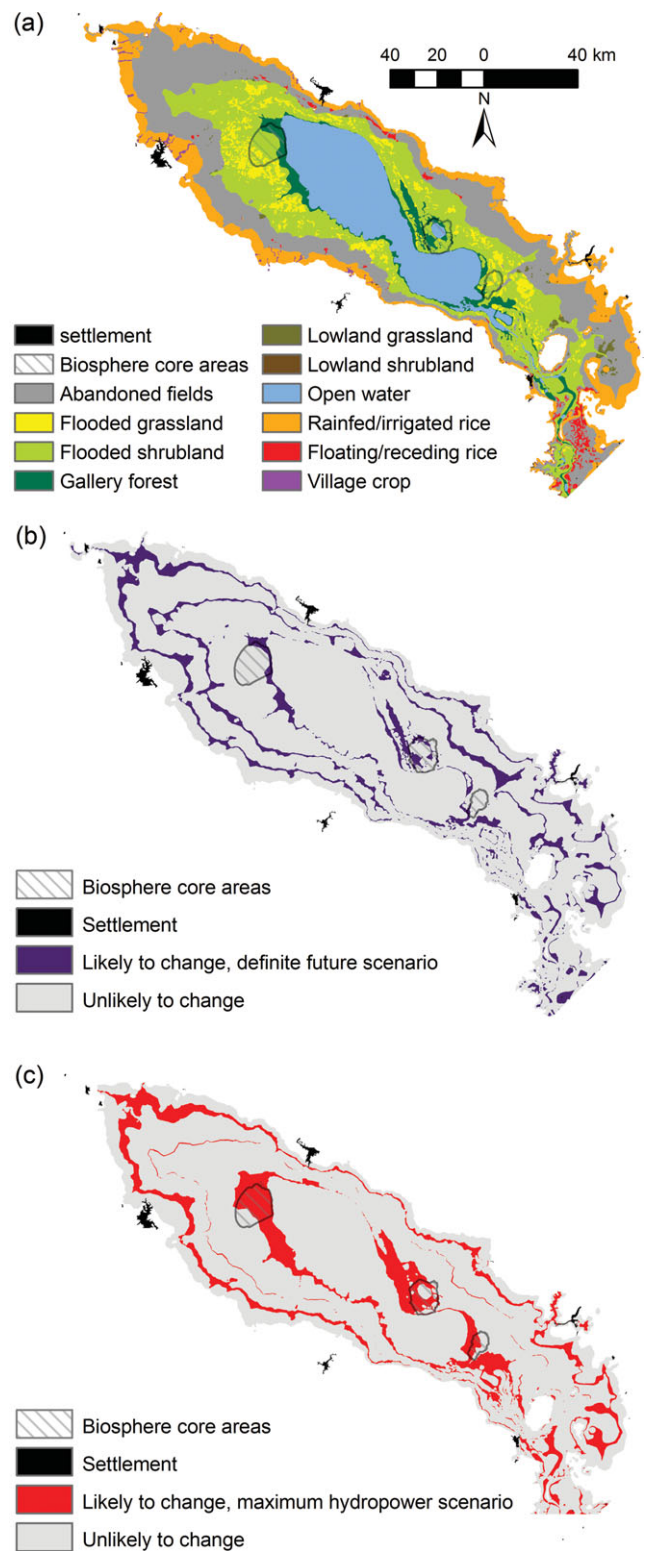 (a)
40 20 0 40 km
N
settlement
Biosphere core areas
Abandoned fields
Flooded grassland
Flooded shrubland
Gallery forest
Lowland grassland
Lowland shrubland
Open water
Rainfed/irrigated rice
Floating/receding rice
Village crop
(b)
Biosphere core areas
Settlement
Likely to change, definite future scenario
Unlikely to change
(c)
Biosphere core areas
Settlement
Likely to change, maximum hydropower scenario
Unlikely to change